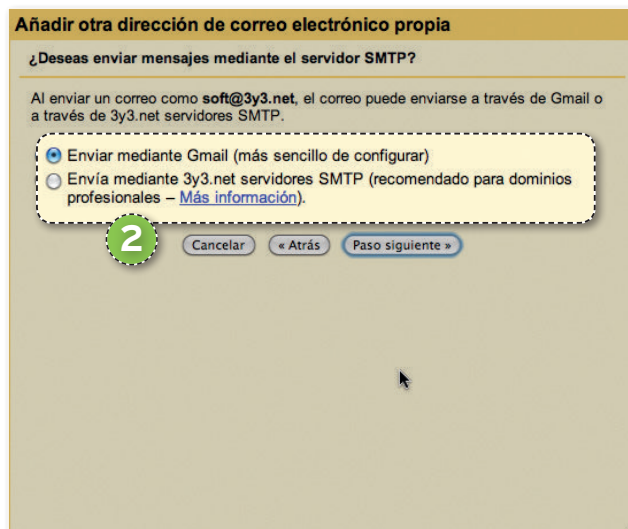 Añadir otra dirección de correo electrónico propia
¿Deseas enviar mensajes mediante el servidor SMTP?
Al enviar un correo como soft@3y3.net, el correo puede enviarse a través de Gmail o
a través de 3y3.net servidores SMTP.
Enviar mediante Gmail (más sencillo de configurar)
Envía mediante 3y3.net servidores SMTP (recomendado para dominios
profesionales – Más información).
2
Cancelar
« Atrás
Paso siguiente »